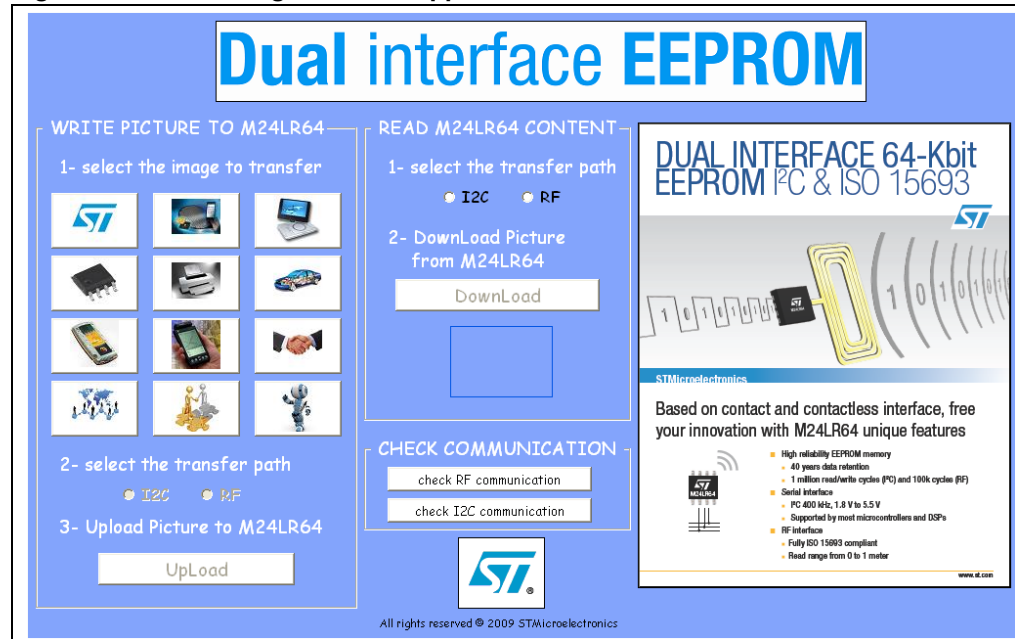 Dual interface EEPROM
WRITE PICTURE TO M24LR64
1- select the image to transfer
ST
2- select the transfer path
I2C RF
3- Upload Picture to M24LR64
UpLoad
READ M24LR64 CONTENT
1- select the transfer path
I2C RF
2- DownLoad Picture
from M24LR64
DownLoad
CHECK COMMUNICATION
check RF communication
check I2C communication
ST®
All rights reserved © 2009 STMicroelectronics
DUAL INTERFACE 64-Kbit
EEPROM I²C & ISO 15693
ST
STMicroelectronics
Based on contact and contactless interface, free
your innovation with M24LR64 unique features
ST
M24LR64
High reliability EEPROM memory
40 years data retention
1 million read/write cycles (I²C) and 100k cycles (RF)
Serial interface
I²C 400 kHz, 1.8 V to 5.5 V
Supported by most microcontrollers and DSPs
RF interface
Fully ISO 15693 compliant
Read range from 0 to 1 meter
www.st.com